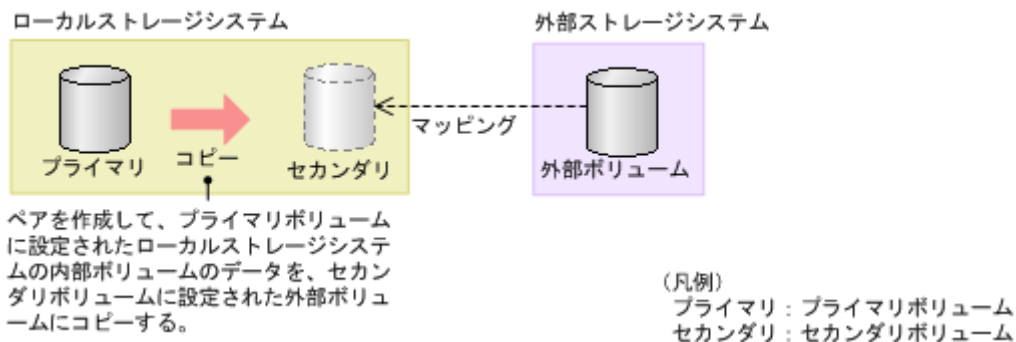 ローカルストレージシステム
外部ストレージシステム
マッピング
プライマリ
コピー
セカンダリ
外部ボリューム
ペアを作成して、プライマリボリューム
に設定されたローカルストレージシステ
ムの内部ボリュームのデータを、セカン
ダリボリュームに設定された外部ボリュ
ームにコピーする。
（凡例）
プライマリ：プライマリボリューム
セカンダリ：セカンダリボリューム